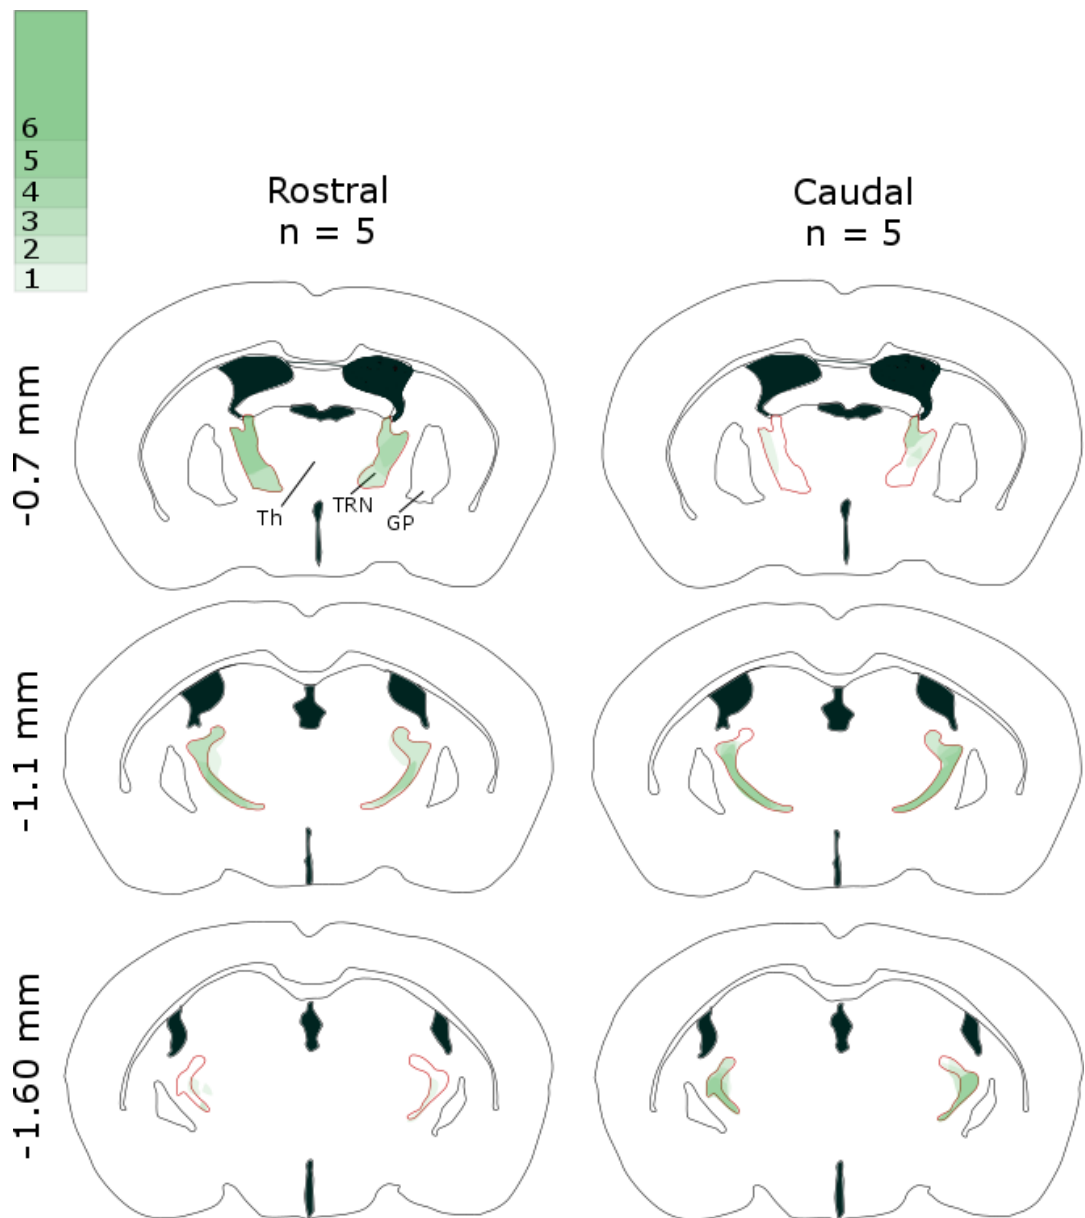 6
5
4
3
2
1
Rostral
n = 5
Caudal
n = 5
-0.7 mm
Th
TRN
GP
-1.1 mm
-1.60 mm